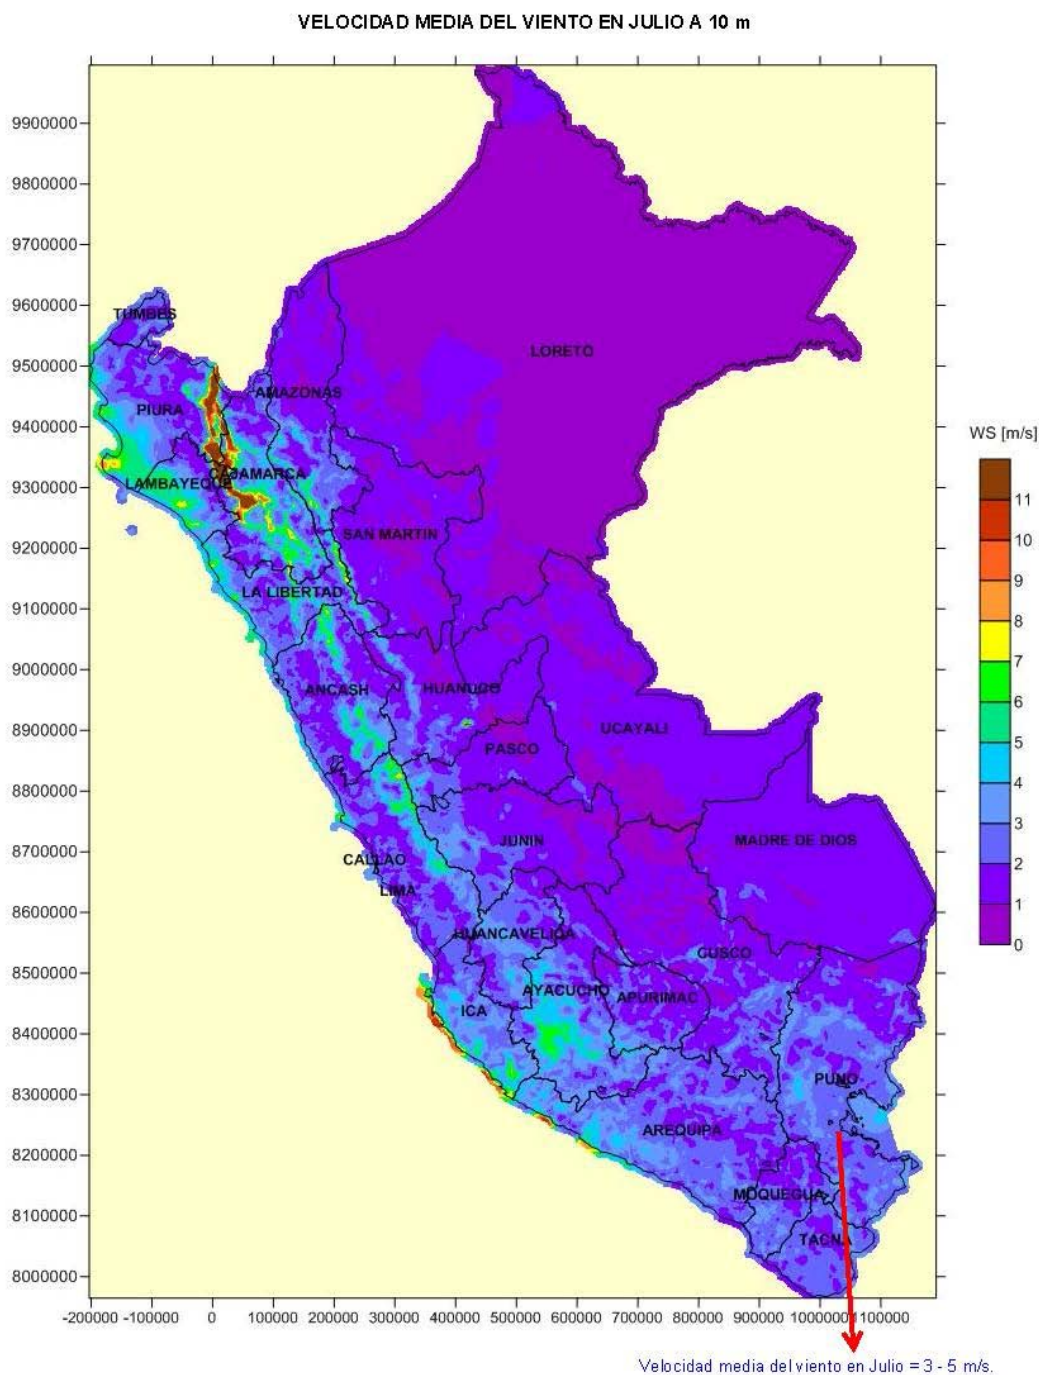 VELOCIDAD MEDIA DEL VIENTO EN JULIO A 10 m
9900000
9800000
9700000
9600000
9500000
9400000
9300000
9200000
9100000
9000000
8900000
8800000
8700000
8600000
8500000
8400000
8300000
8200000
8100000
8000000
TUMBES
LORETO
AMAZONAS
PIURA
CAJAMARCA
LAMBAYEQUE
SAN MARTIN
LA LIBERTAD
ANCASH
HUANUCO
UCAYALI
PASCO
JUNIN
MADRE DE DIOS
CALLAO
LIMA
HUANCAVELICA
CUSCO
AYACUCHO
APURIMAC
ICA
PUNO
AREQUIPA
MOQUEGUA
TACNA
WS [m/s]
11
10
9
8
7
6
5
4
3
2
1
0
-200000 -100000 0 100000 200000 300000 400000 500000 600000 700000 800000 900000 1000000 1100000
Velocidad media del viento en Julio = 3 - 5 m/s.